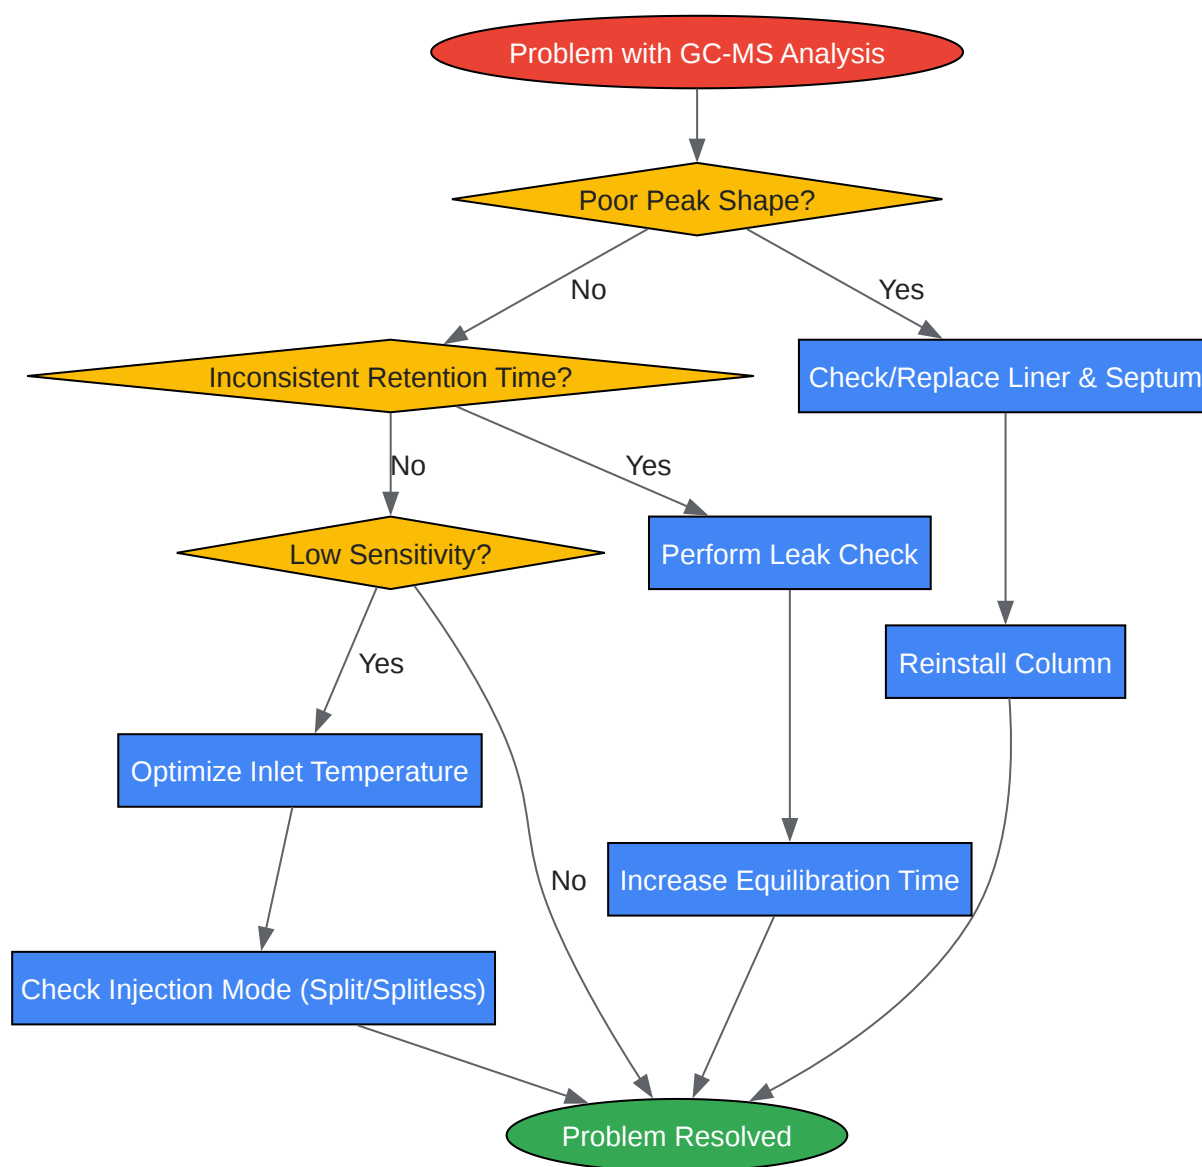 Problem with GC-MS Analysis
Poor Peak Shape?
No
Yes
Inconsistent Retention Time?
Check/Replace Liner & Septum
No
Yes
Low Sensitivity?
Perform Leak Check
Yes
Reinstall Column
Optimize Inlet Temperature
No
Increase Equilibration Time
Check Injection Mode (Split/Splitless)
Problem Resolved